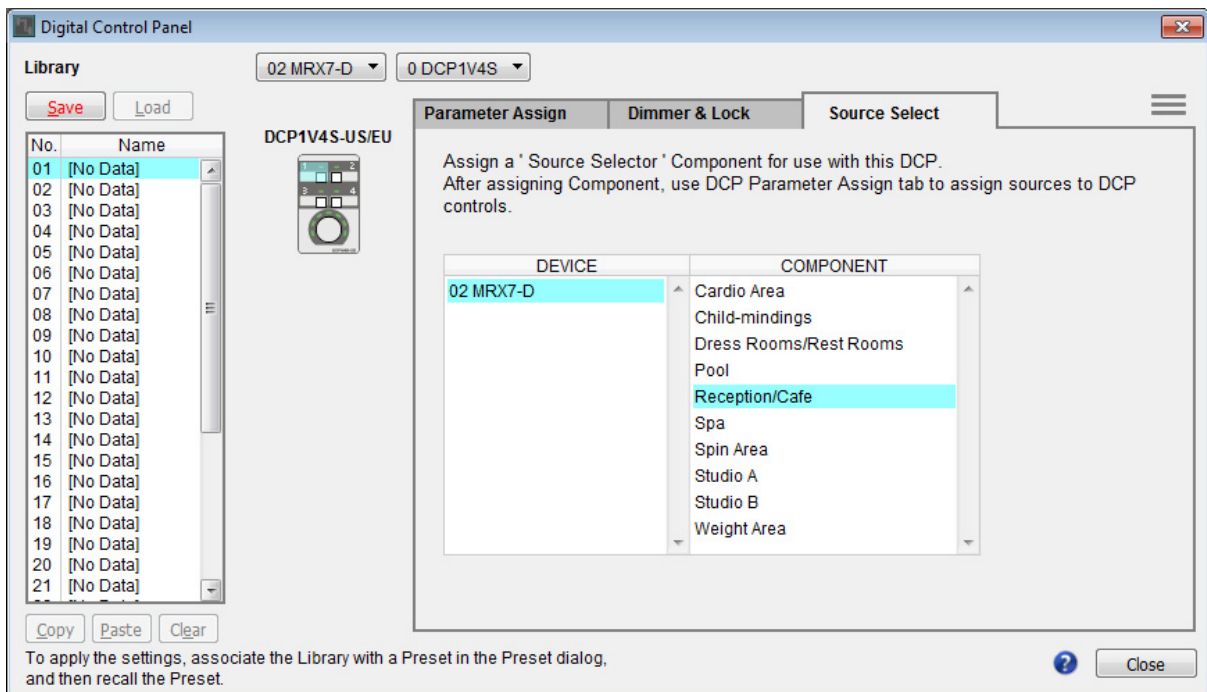 Digital Control Panel
Library
02 MRX7-D
0 DCP1V4S
Save
Load
No. Name
01 [No Data]
02 [No Data]
03 [No Data]
04 [No Data]
05 [No Data]
06 [No Data]
07 [No Data]
08 [No Data]
09 [No Data]
10 [No Data]
11 [No Data]
12 [No Data]
13 [No Data]
14 [No Data]
15 [No Data]
16 [No Data]
17 [No Data]
18 [No Data]
19 [No Data]
20 [No Data]
21 [No Data]
Copy
Paste
Clear
DCP1V4S-US/EU
1 2
3 4
Parameter Assign
Dimmer & Lock
Source Select
Assign a ' Source Selector ' Component for use with this DCP.
After assigning Component, use DCP Parameter Assign tab to assign sources to DCP
controls.
DEVICE
02 MRX7-D
COMPONENT
Cardio Area
Child-mindings
Dress Rooms/Rest Rooms
Pool
Reception/Cafe
Spa
Spin Area
Studio A
Studio B
Weight Area
To apply the settings, associate the Library with a Preset in the Preset dialog,
and then recall the Preset.
?
Close